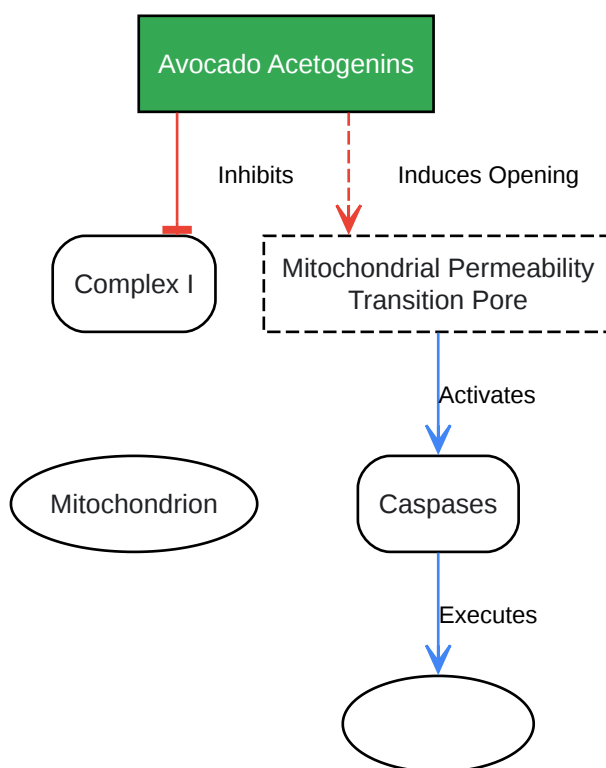 Avocado Acetogenins
Inhibits
Induces Opening
Complex I
Mitochondrial Permeability
Transition Pore
Activates
Mitochondrion
Caspases
Executes